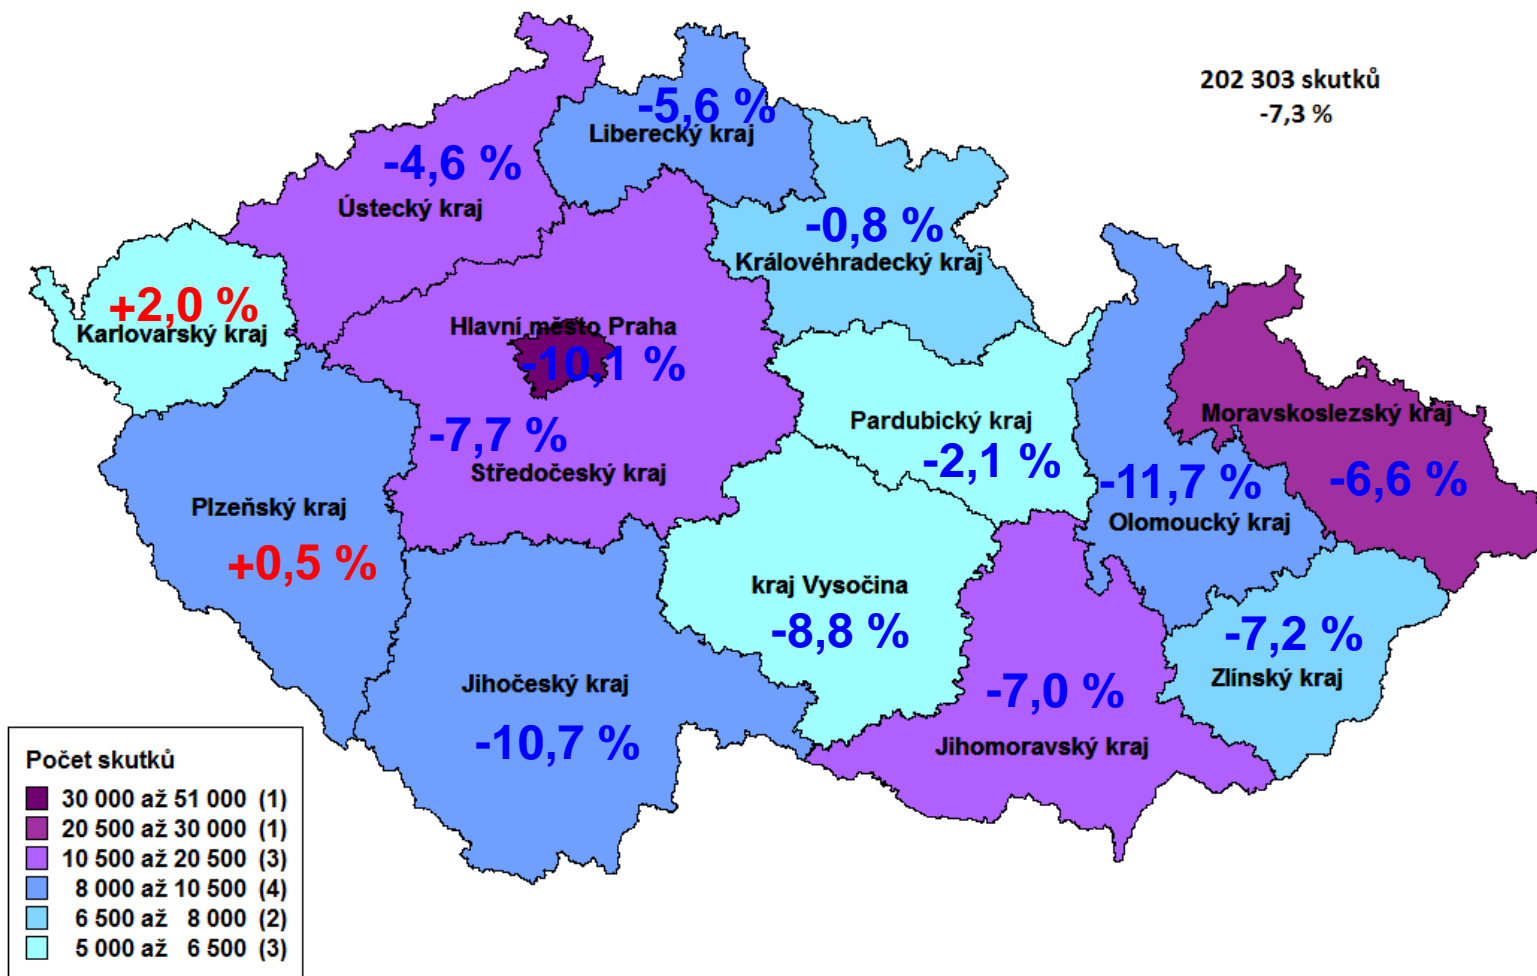 202 303 skutků
-7,3 %
-5,6 %
Liberecký kraj
-4,6 %
Ústecký kraj
-0,8 %
Královéhradecký kraj
+2,0 %
Karlovarský kraj
Hlavní město Praha
-10,1 %
-7,7 %
Středočeský kraj
Pardubický kraj
-2,1 %
Moravskoslezský kraj
-6,6 %
-11,7 %
Olomoucký kraj
Plzeňský kraj
+0,5 %
kraj Vysočina
-8,8 %
-7,2 %
Zlínský kraj
Jihočeský kraj
-10,7 %
-7,0 %
Jihomoravský kraj
Počet skutků
30 000 až 51 000 (1)
20 500 až 30 000 (1)
10 500 až 20 500 (3)
8 000 až 10 500 (4)
6 500 až 8 000 (2)
5 000 až 6 500 (3)